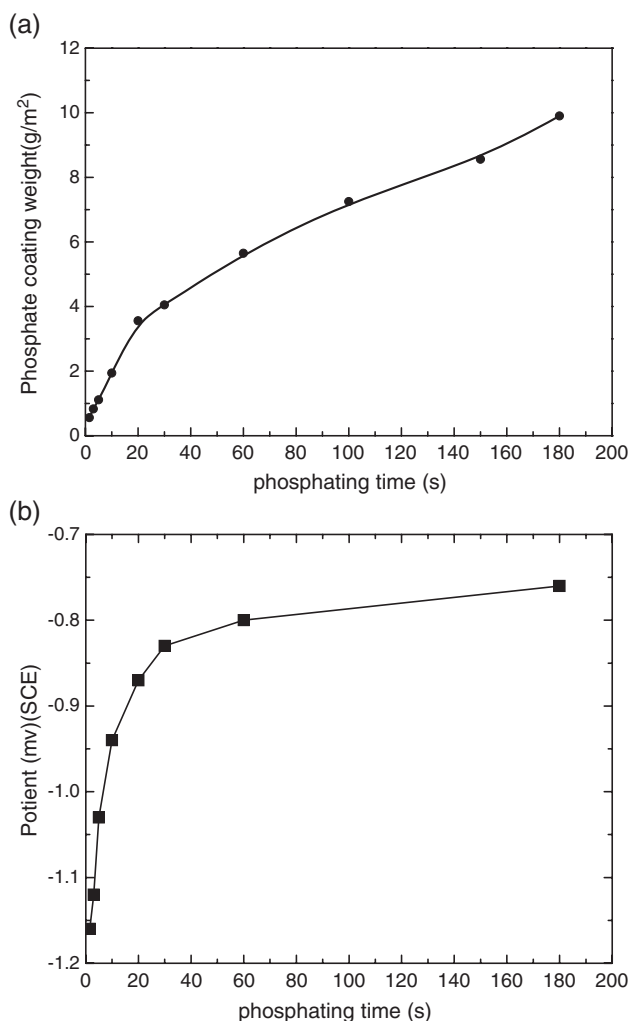 (a)
Phosphate coating weight(g/m²)
12
10
8
6
4
2
0
0 20 40 60 80 100 120 140 160 180 200
phosphating time (s)
(b)
Potient (mv)(SCE)
-0.7
-0.8
-0.9
-1.0
-1.1
-1.2
0 20 40 60 80 100 120 140 160 180 200
phosphating time (s)